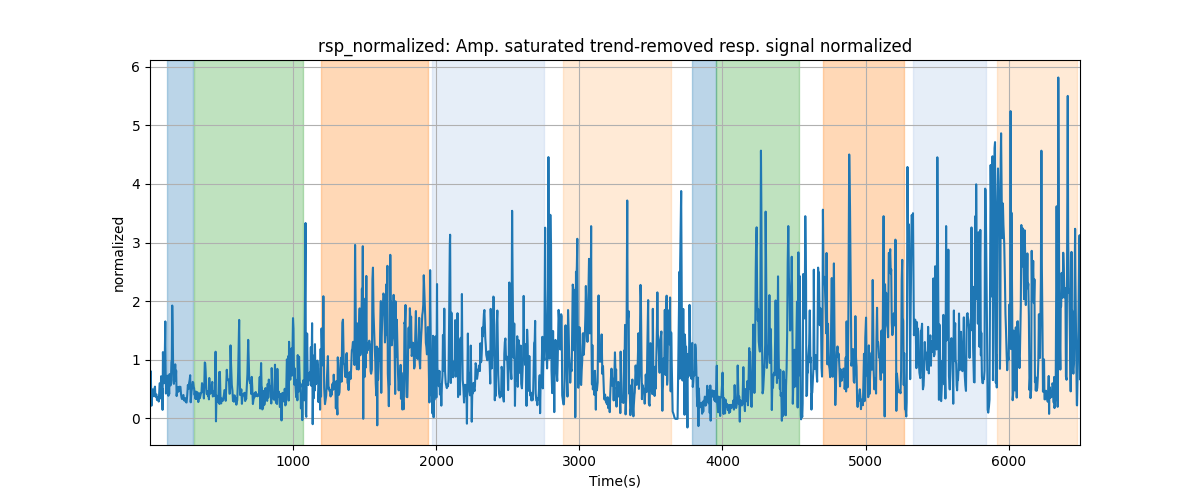 rsp_normalized: Amp. saturated trend-removed resp. signal normalized
6
5
4
3
2
1
0
normalized
1000 2000 3000 4000 5000 6000
Time(s)